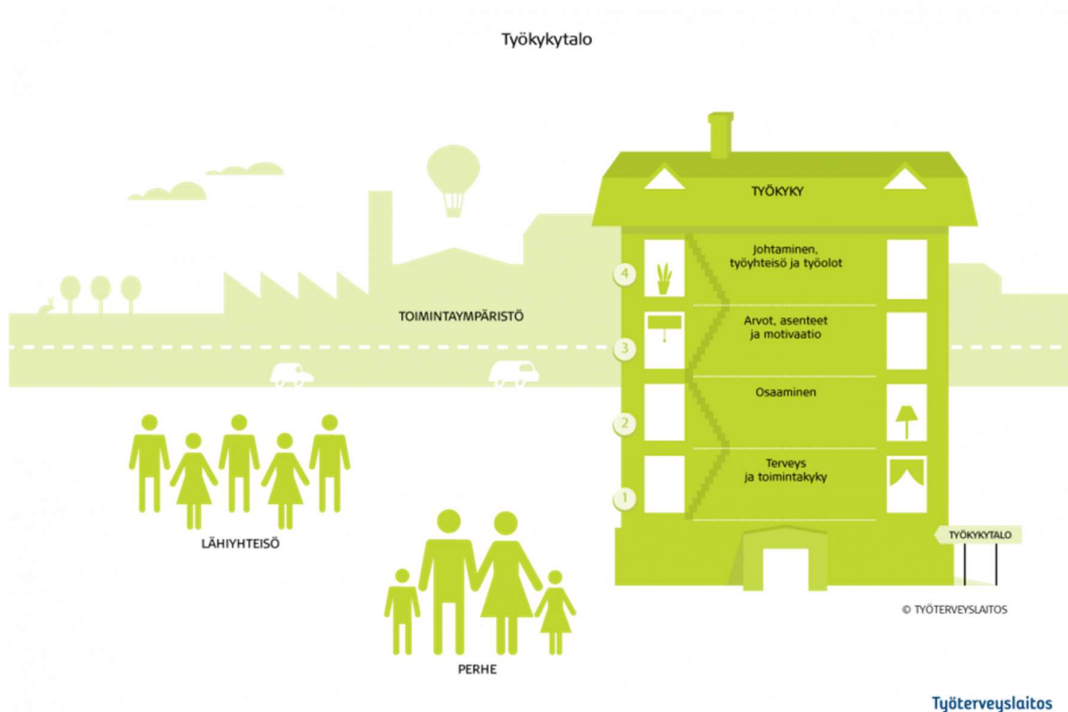 Työkykytalo
TYÖKYKY
Johtaminen,
työyhteisö ja työolot
4
TOIMINTAYMPÄRISTÖ
Arvot, asenteet
ja motivaatio
3
Osaaminen
2
Terveys
ja toimintakyky
1
LÄHIYHTEISÖ
TYÖKYKYTALO
© TYÖTERVEYSLAITOS
PERHE
Työterveyslaitos